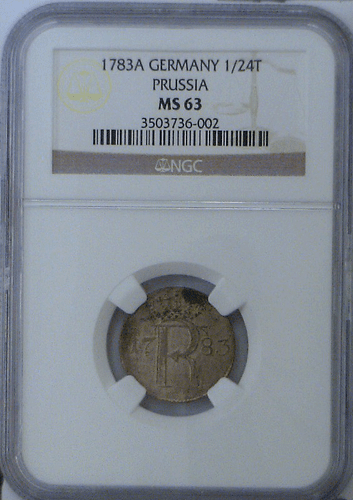 1783A GERMANY 1/24T
PRUSSIA
MS 63
3503736-002
NGC
17 R 83